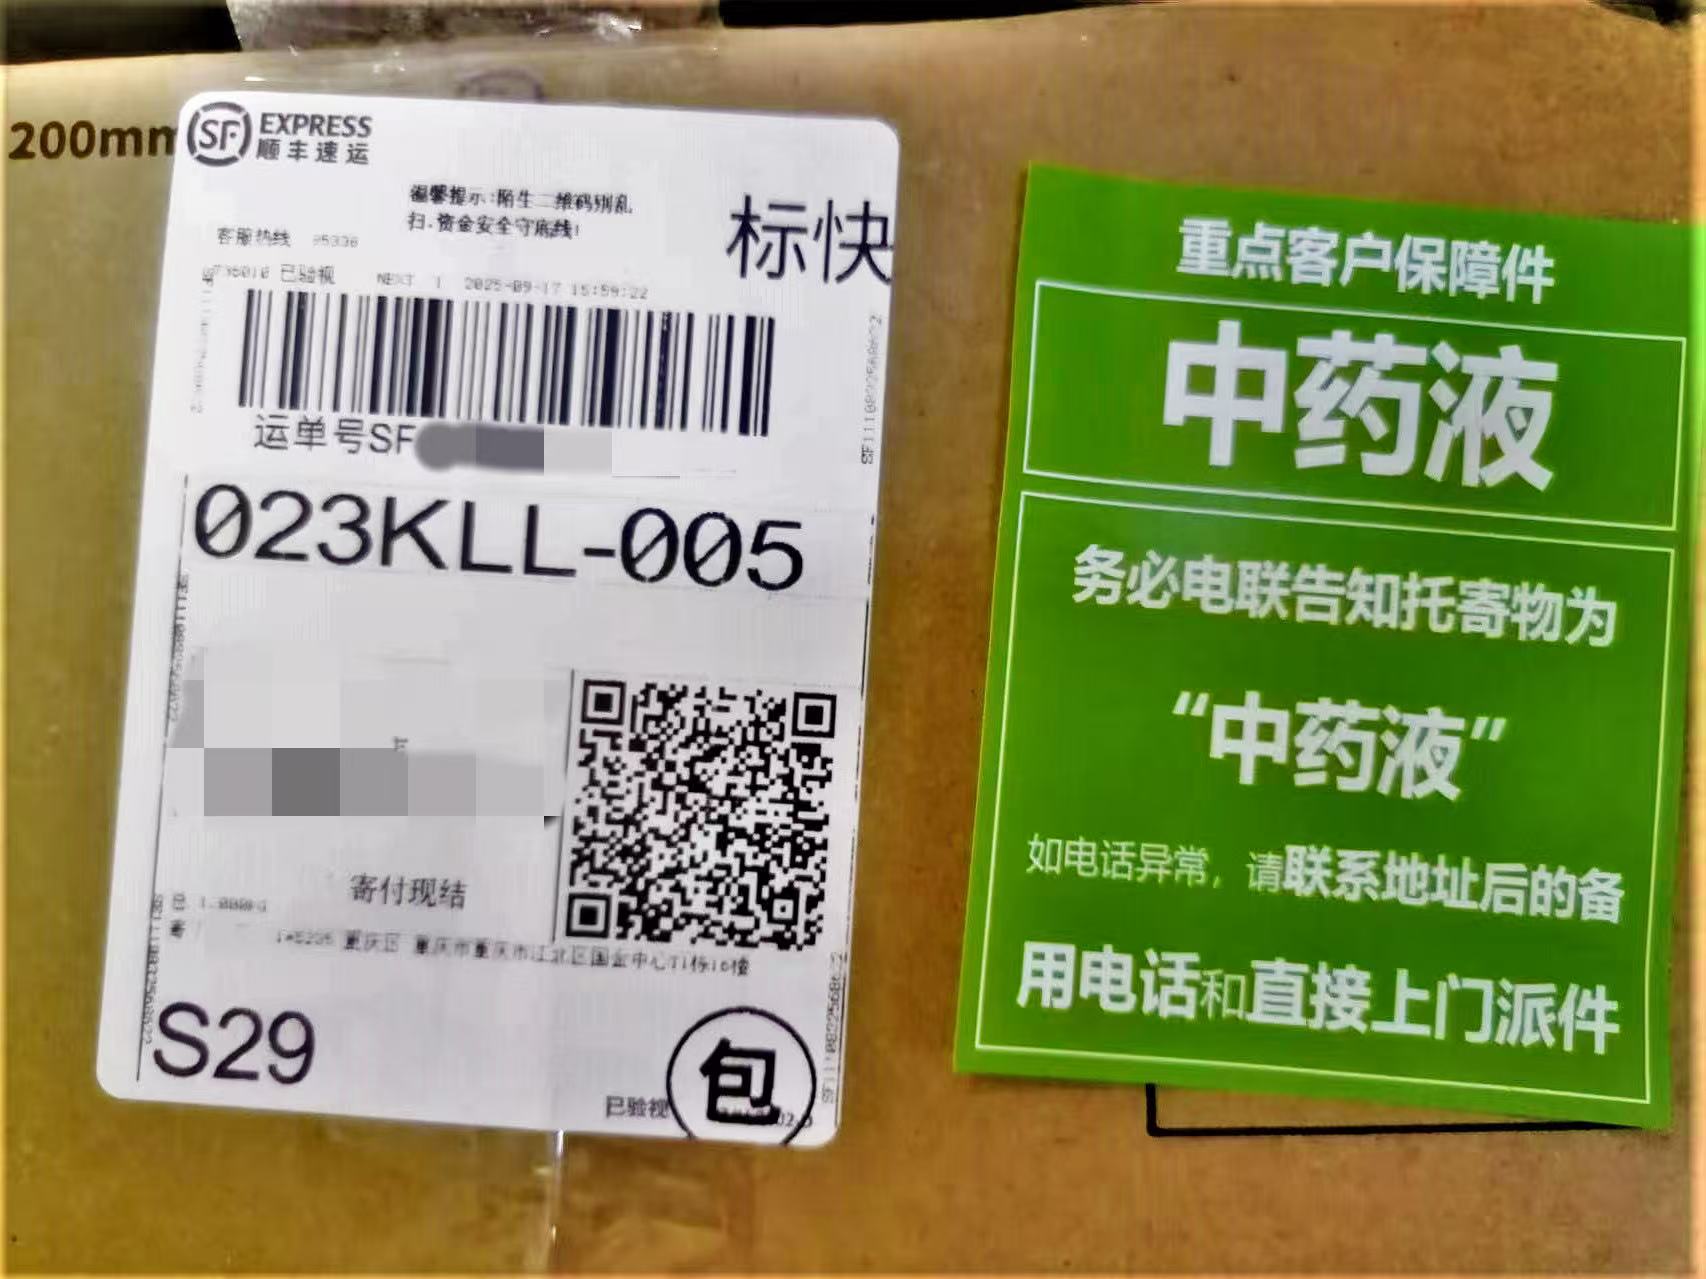 200mm
SF EXPRESS
顺丰速运
温馨提示:陌生二维码别乱
扫,资金安全守底线!
标快
客服热线 95338
已验视 NEXT 1 2025-09-17 15:59:22
运单号SF
023KLL-005
寄付现结
重庆市重庆市江北区国金中心T1栋16楼
S29
包
已验视
重点客户保障件
中药液
务必电联告知托寄物为
“中药液”
如电话异常,请联系地址后的备
用电话和直接上门派件